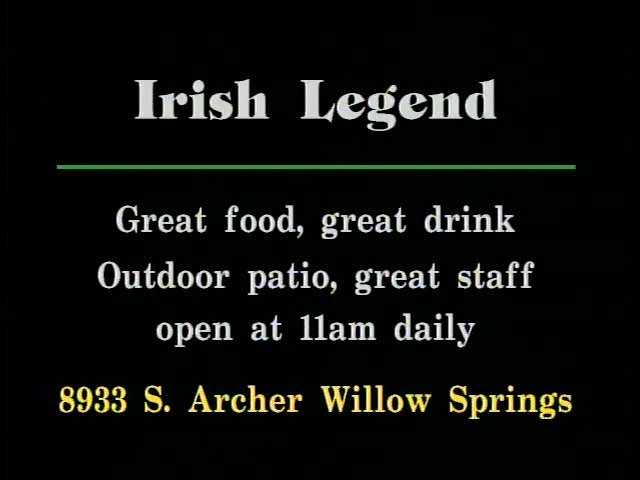 Irish Legend
Great food, great drink
Outdoor patio, great staff
open at 11am daily
8933 S. Archer Willow Springs